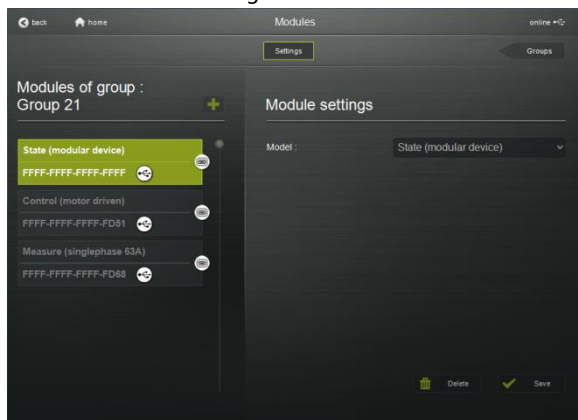 back
home
Modules
online
Settings
Groups
Modules of group :
Group 21
Module settings
State (modular device)
FFFF-FFFF-FFFF-FFFF
Model :
State (modular device)
Control (motor driven)
FFFF-FFFF-FFFF-FD51
Measure (singlephase 63A)
FFFF-FFFF-FFFF-FD68
Delete
Save